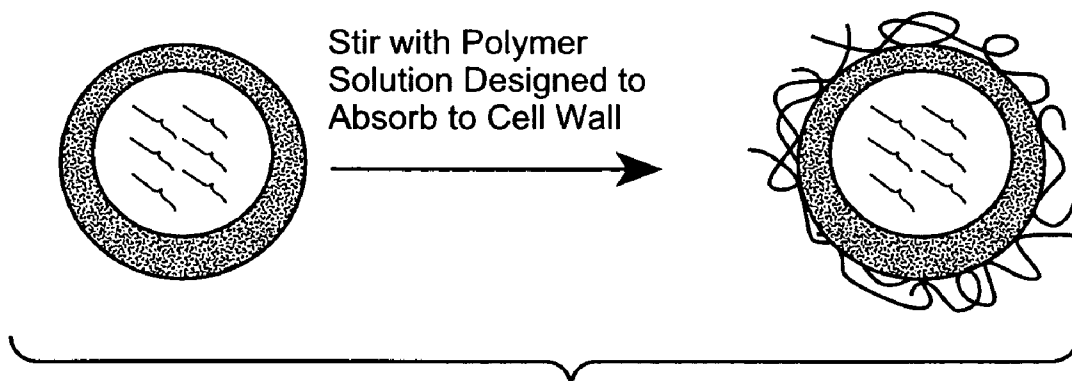 Stir with Polymer
Solution Designed to
Absorb to Cell Wall